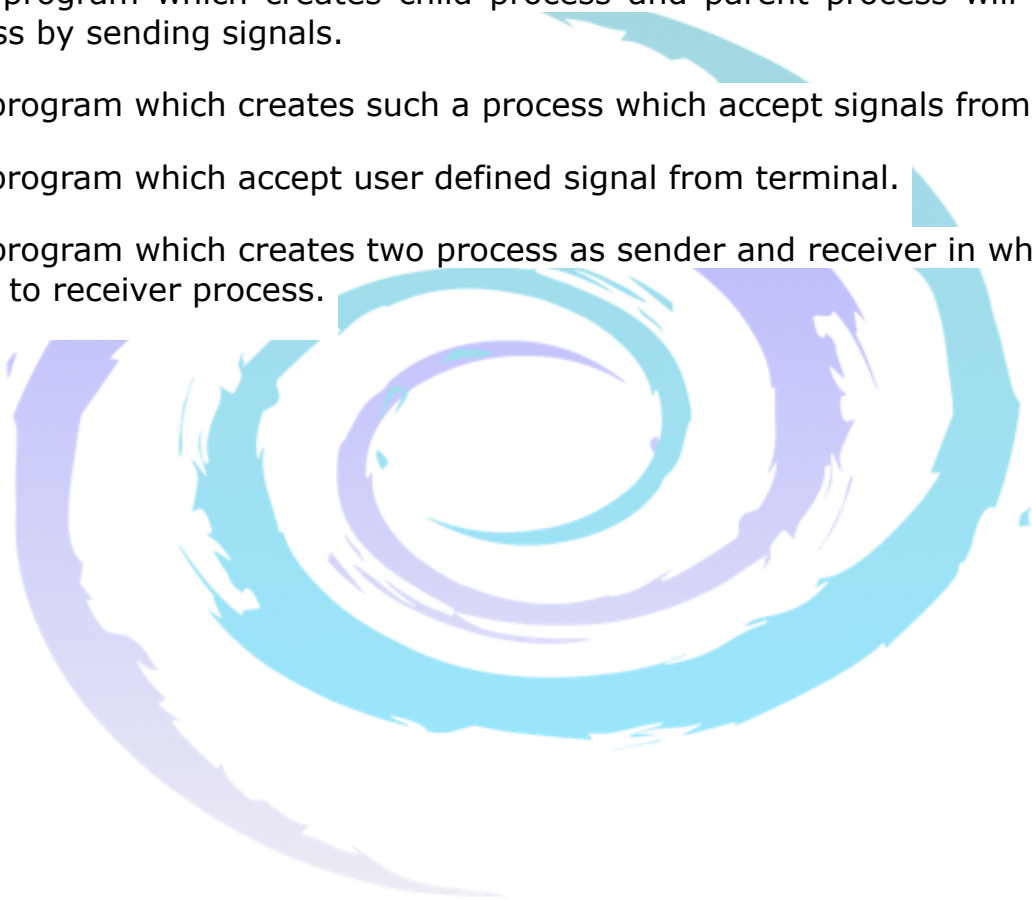 program which creates child process and parent process will
ss by sending signals.
program which creates such a process which accept signals from
program which accept user defined signal from terminal.
program which creates two process as sender and receiver in wh
to receiver process.